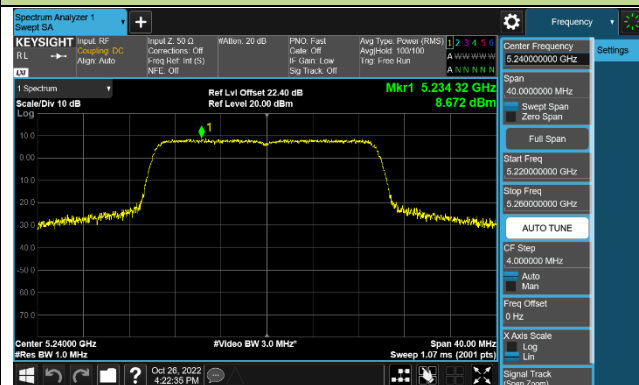 Spectrum Analyzer 1
Swept SA
Frequency
KEYSIGHT
RL
LXI
Input: RF
Coupling: DC
Align: Auto
Input Z: 50 Ω
Corrections: Off
Freq Ref: Int (S)
NFE: Off
#Atten: 20 dB
PNO: Fast
Gate: Off
IF Gain: Low
Sig Track: Off
Avg Type: Power (RMS)
Avg|Hold: 100/100
Trig: Free Run
1 2 3 4 5 6
A W W W W W
A N N N N N
1 Spectrum
Scale/Div 10 dB
Log
Ref Lvl Offset 22.40 dB
Ref Level 20.00 dBm
Mkr1 5.234 32 GHz
8.672 dBm
1
10.0
0.00
-10.0
-20.0
-30.0
-40.0
-50.0
-60.0
-70.0
Center 5.24000 GHz
#Res BW 1.0 MHz
#Video BW 3.0 MHz*
Span 40.00 MHz
Sweep 1.07 ms (2001 pts)
Oct 26, 2022
4:22:35 PM
Center Frequency
5.240000000 GHz
Settings
Span
40.0000000 MHz
Swept Span
Zero Span
Full Span
Start Freq
5.220000000 GHz
Stop Freq
5.260000000 GHz
AUTO TUNE
CF Step
4.000000 MHz
Auto
Man
Freq Offset
0 Hz
X Axis Scale
Log
Lin
Signal Track
(Span Zoom)